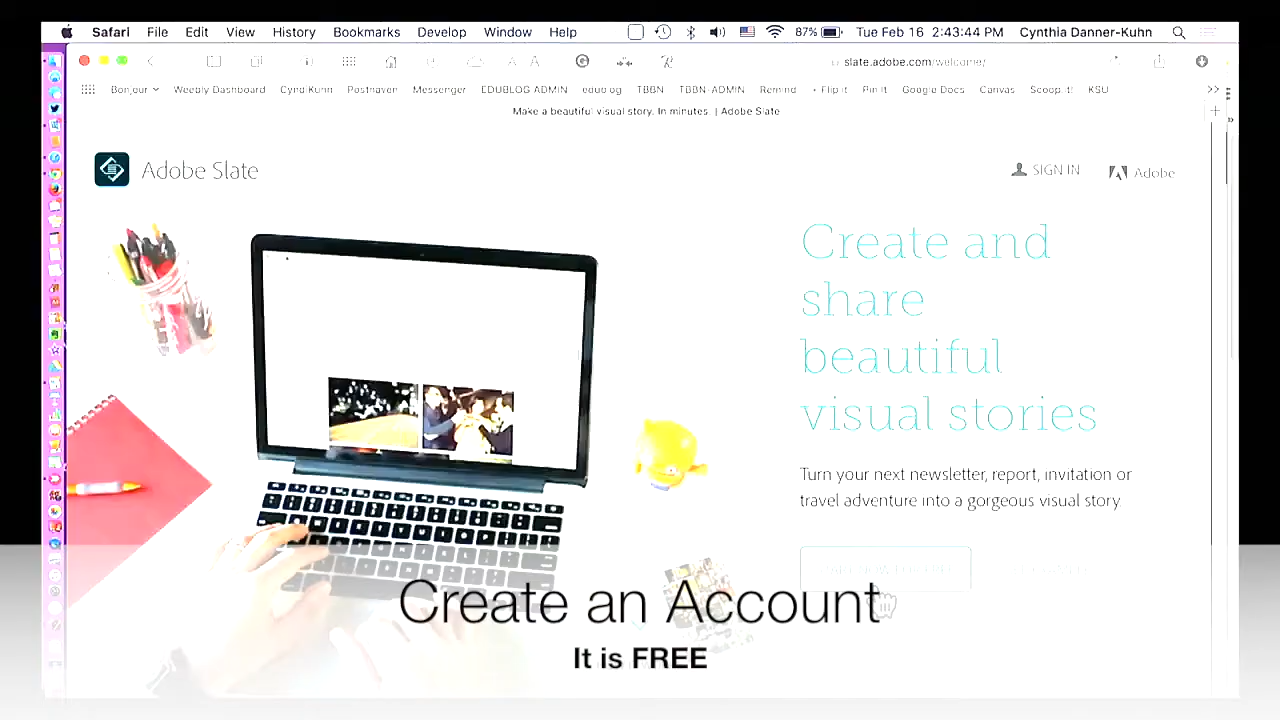 Safari File Edit View History Bookmarks Develop Window Help 87% Tue Feb 16 2:43:44 PM Cynthia Danner-Kuhn
slate.adobe.com/welcome/
Bonjour Weebly Dashboard Cynd Kuhn Posthaven Messenger EDUBLOG ADMIN edublog TBBN TBBN-ADMIN Remind + Flip it Pin It Google Docs Canvas Scoop.it! KSU
Make a beautiful visual story. In minutes. | Adobe Slate
Adobe Slate
SIGN IN Adobe
Create and
share
beautiful
visual stories
Turn your next newsletter, report, invitation or
travel adventure into a gorgeous visual story.
Create an Account
It is FREE